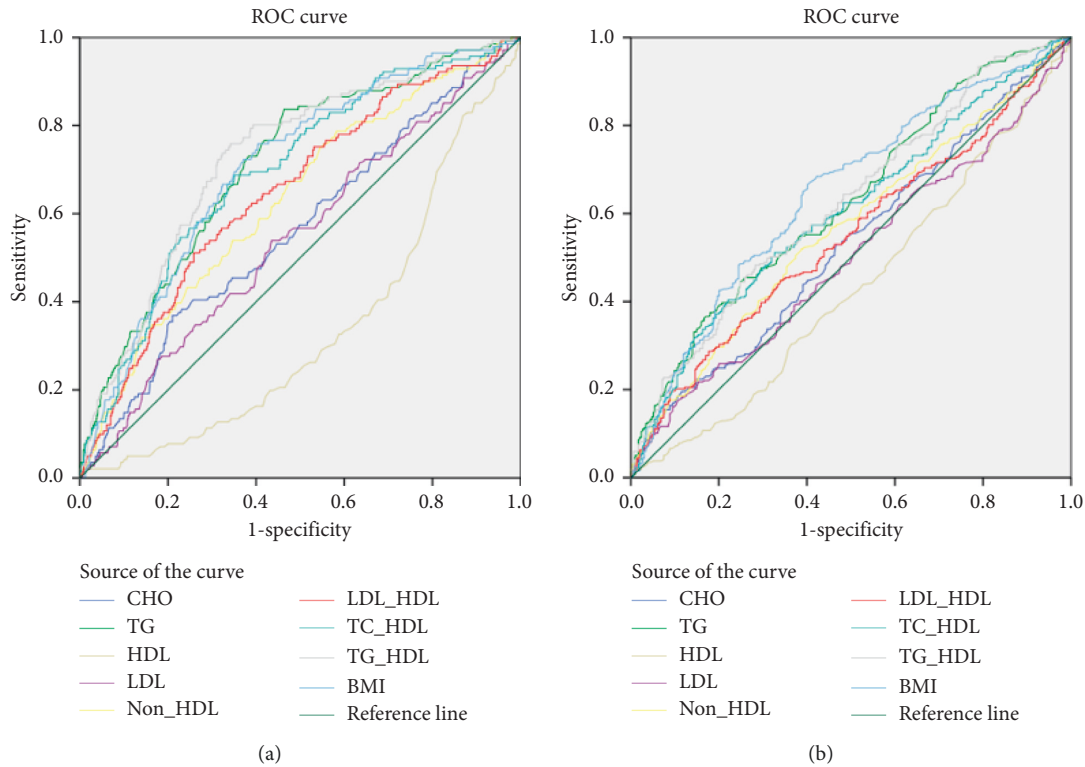 ROC curve
1.0
0.8
0.6
0.4
0.2
0.0
Sensitivity
0.0 0.2 0.4 0.6 0.8 1.0
1-specificity
Source of the curve
CHO
TG
HDL
LDL
Non_HDL
LDL_HDL
TC_HDL
TG_HDL
BMI
Reference line
(a)
ROC curve
1.0
0.8
0.6
0.4
0.2
0.0
Sensitivity
0.0 0.2 0.4 0.6 0.8 1.0
1-specificity
Source of the curve
CHO
TG
HDL
LDL
Non_HDL
LDL_HDL
TC_HDL
TG_HDL
BMI
Reference line
(b)